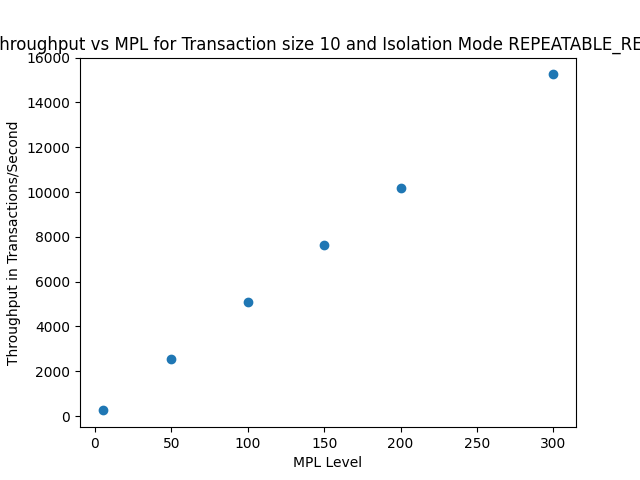 hroughput vs MPL for Transaction size 10 and Isolation Mode REPEATABLE_RE
16000
14000
12000
10000
8000
6000
4000
2000
0
Throughput in Transactions/Second
0 50 100 150 200 250 300
MPL Level